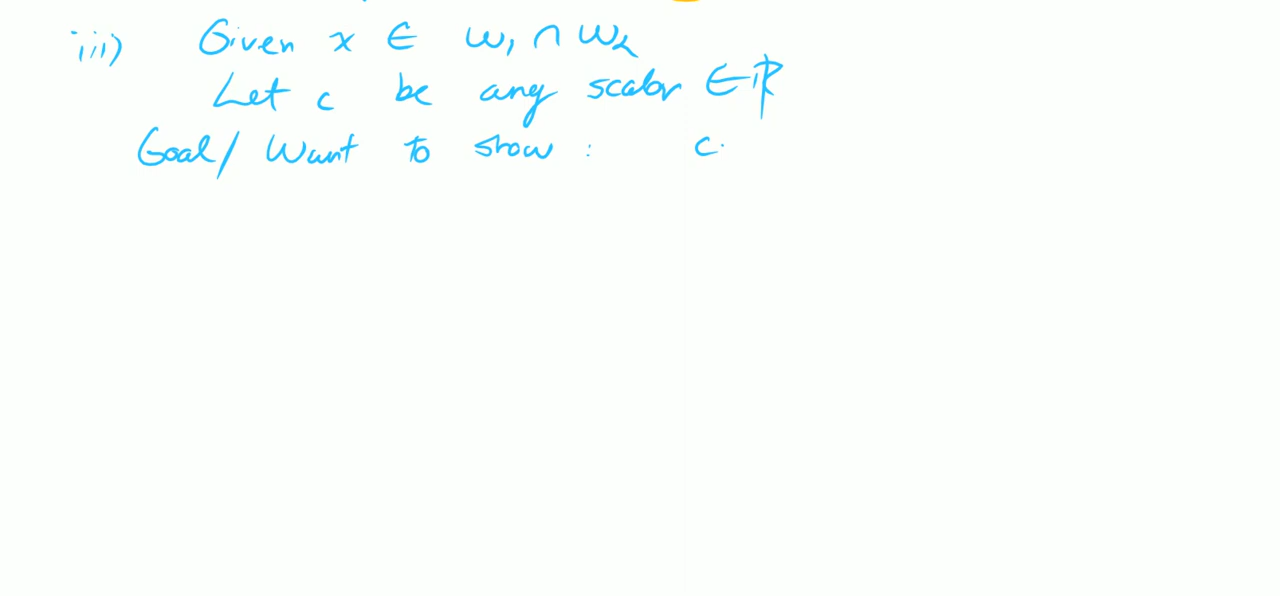 iii) Given x ∈ W₁ ∩ W₂
Let c be any scalar ∈ ℝ
Goal/ Want to show : c.